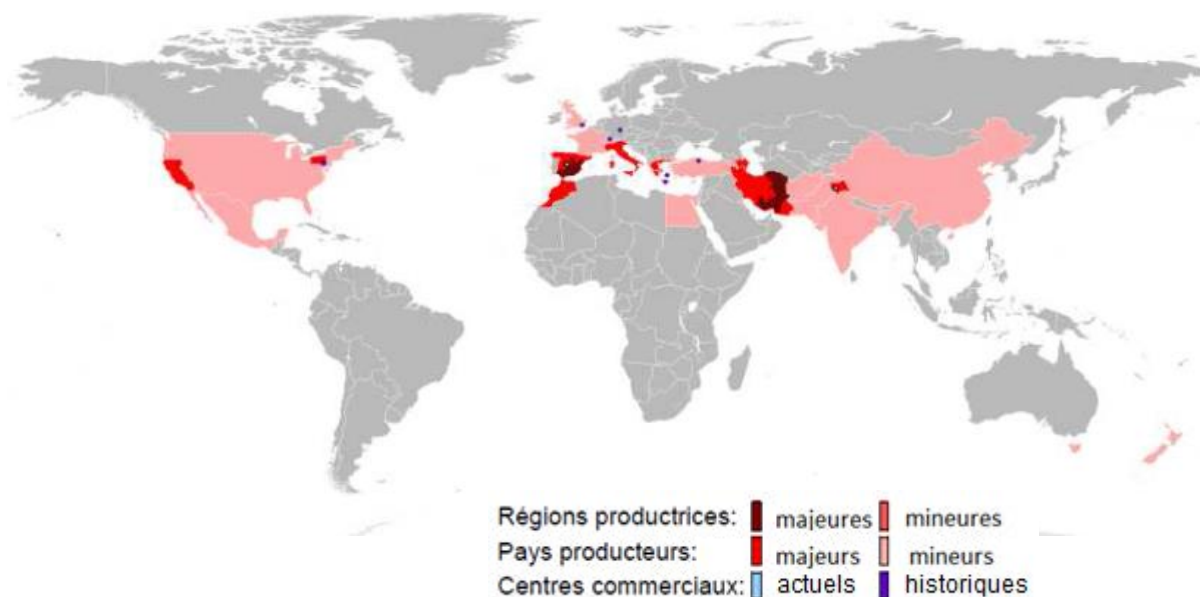 Régions productrices: majeures mineures
Pays producteurs: majeurs mineurs
Centres commerciaux: actuels historiques